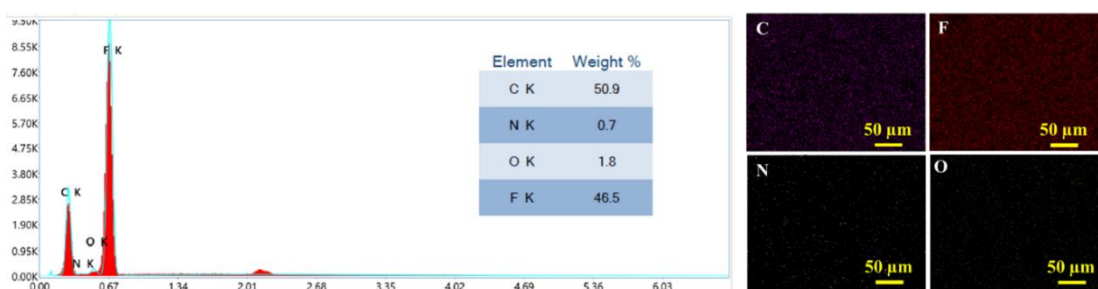 9.50K
8.55K
7.60K
6.65K
5.70K
4.75K
3.80K
2.85K
1.90K
0.95K
0.00K
F K
C K
O K
N K
0.00 0.67 1.34 2.01 2.68 3.35 4.02 4.69 5.36 6.03
Element Weight %
C K 50.9
N K 0.7
O K 1.8
F K 46.5
C
50 µm
F
50 µm
N
50 µm
O
50 µm